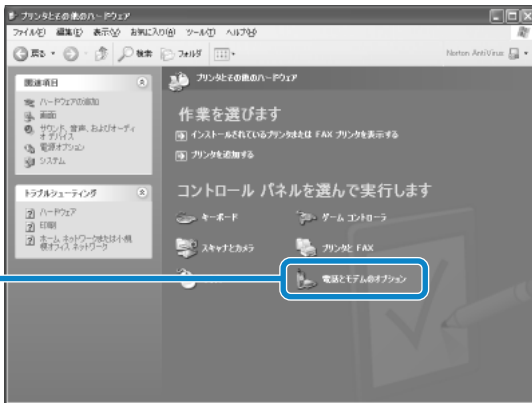 プリンタとその他のハードウェア
ファイル(F) 編集(E) 表示(V) お気に入り(A) ツール(T) ヘルプ(H)
戻る 検索 フォルダ Norton AntiVirus
関連項目
ハードウェアの追加
画面
サウンド、音声、およびオーディオ デバイス
電源オプション
システム
トラブルシューティング
ハードウェア
印刷
ホーム ネットワークまたは小規模オフィス ネットワーク
プリンタとその他のハードウェア
作業を選びます
インストールされているプリンタまたは FAX プリンタを表示する
プリンタを追加する
コントロール パネルを選んで実行します
キーボード
ゲーム コントローラ
スキャナとカメラ
プリンタと FAX
電話とモデムのオプション